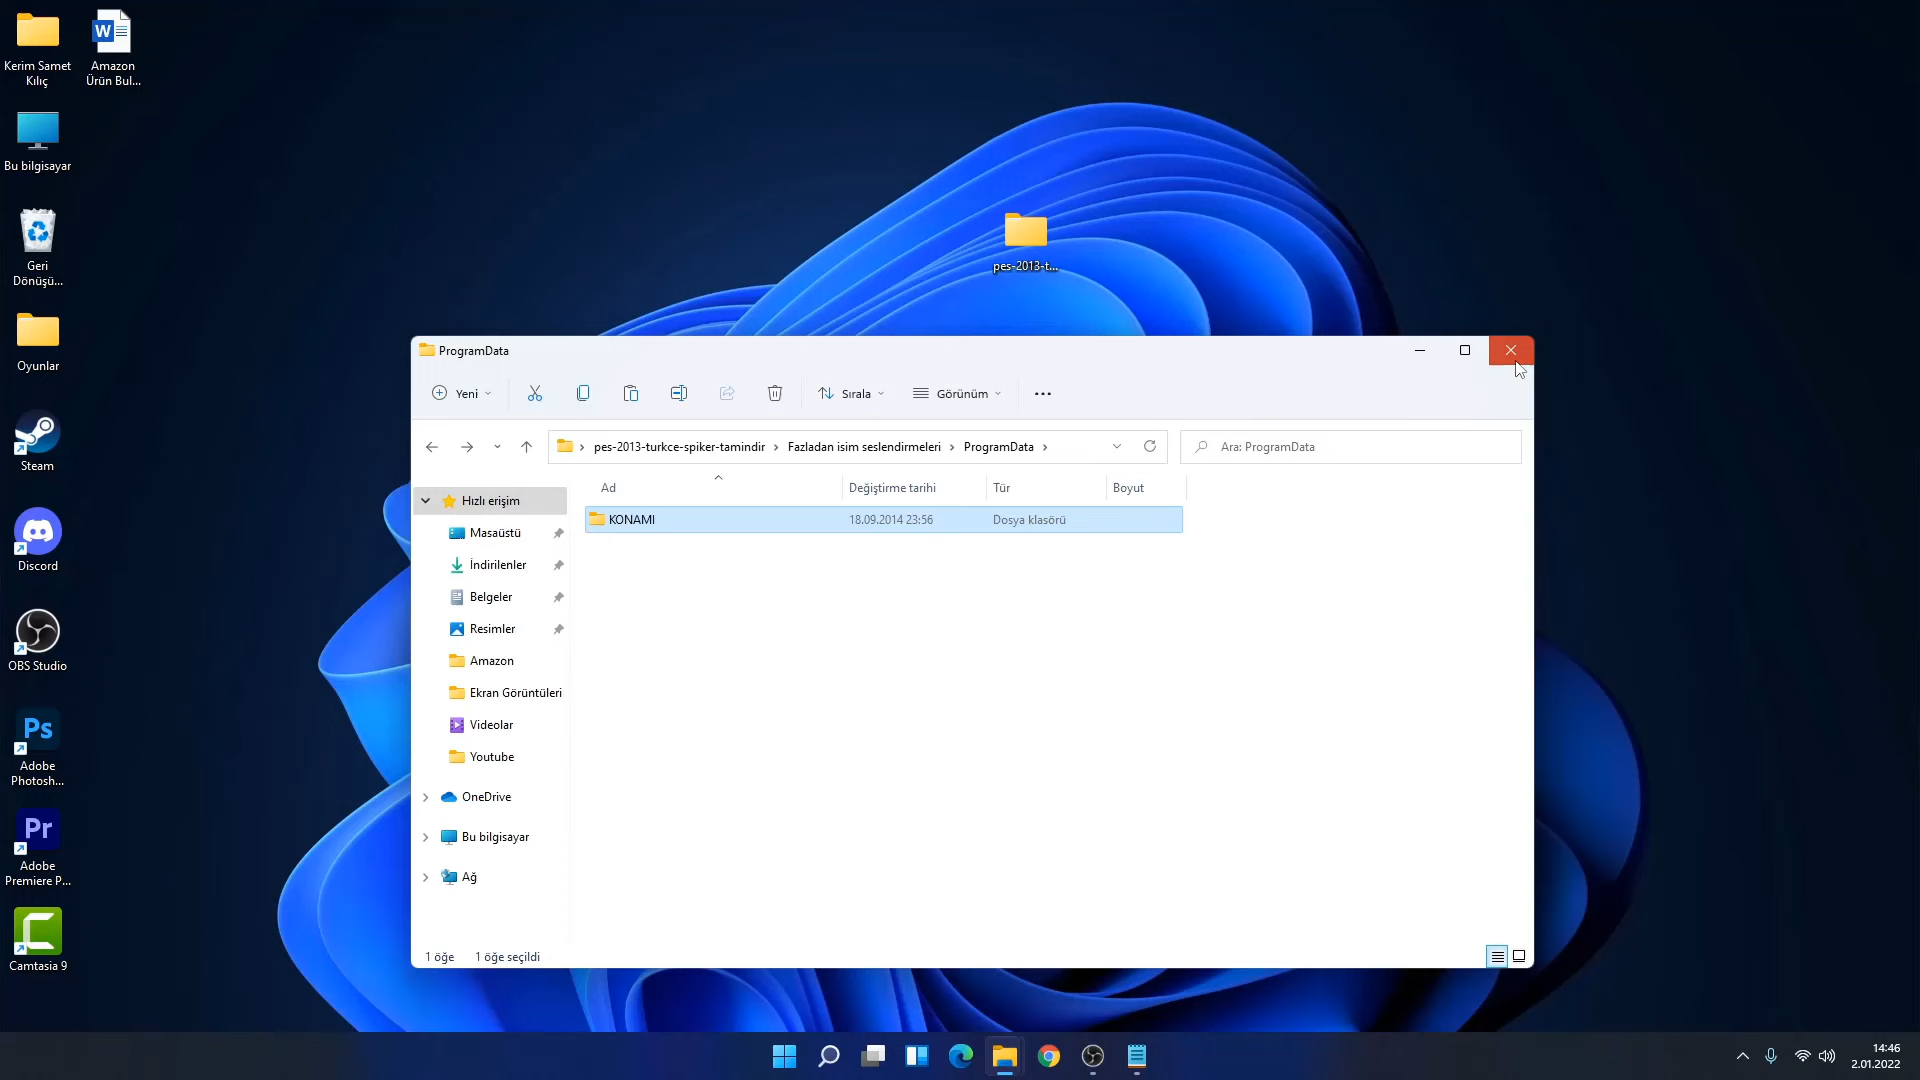 Kerim Samet
Kılıç
Amazon
Ürün Bul...
Bu bilgisayar
Geri
Dönüşü...
Oyunlar
Steam
Discord
OBS Studio
Ps
Adobe
Photosh...
Pr
Adobe
Premiere P...
Camtasia 9
pes-2013-t...
ProgramData
Yeni
Sırala
Görünüm
pes-2013-turkce-spiker-tamindir > Fazladan isim seslendirmeleri > ProgramData >
Ara: ProgramData
Ad Değiştirme tarihi Tür Boyut
KONAMI 18.09.2014 23:56 Dosya klasörü
Hızlı erişim
Masaüstü
İndirilenler
Belgeler
Resimler
Amazon
Ekran Görüntüleri
Videolar
Youtube
OneDrive
Bu bilgisayar
Ağ
1 öğe 1 öğe seçildi
14:46
2.01.2022